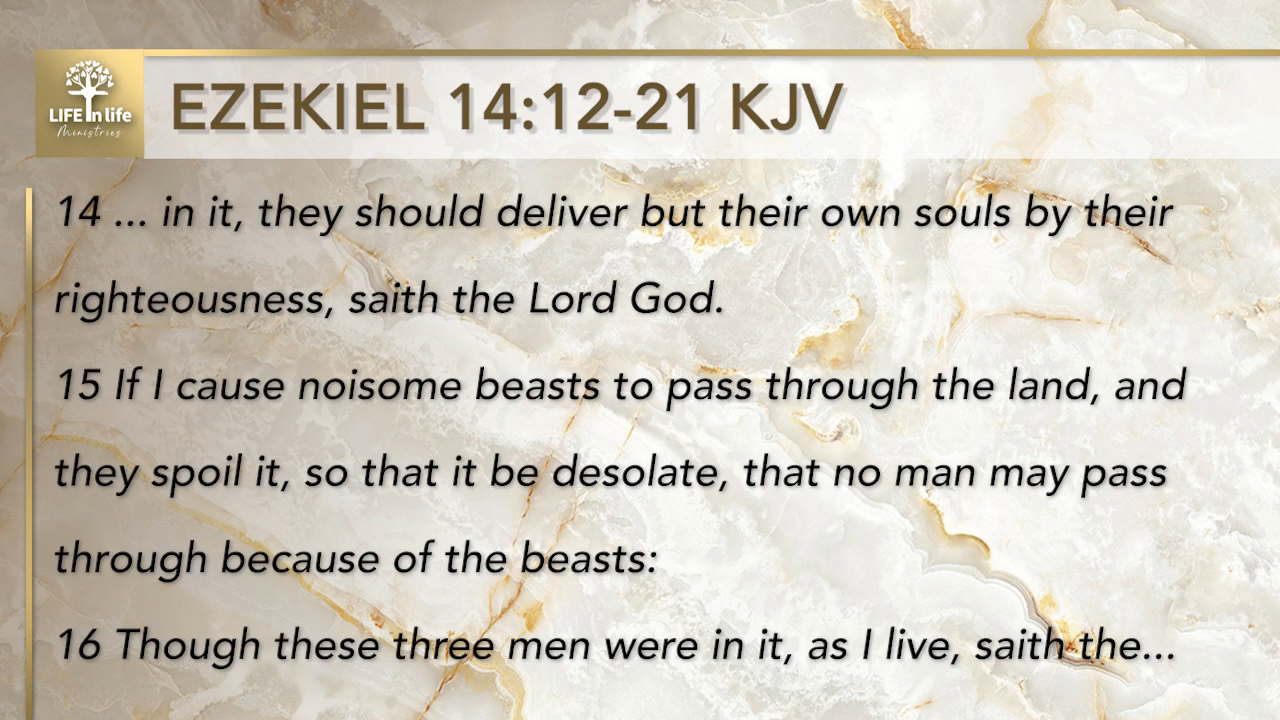 LIFE in life
Ministries
EZEKIEL 14:12-21 KJV
14 ... in it, they should deliver but their own souls by their
righteousness, saith the Lord God.
15 If I cause noisome beasts to pass through the land, and
they spoil it, so that it be desolate, that no man may pass
through because of the beasts:
16 Though these three men were in it, as I live, saith the...